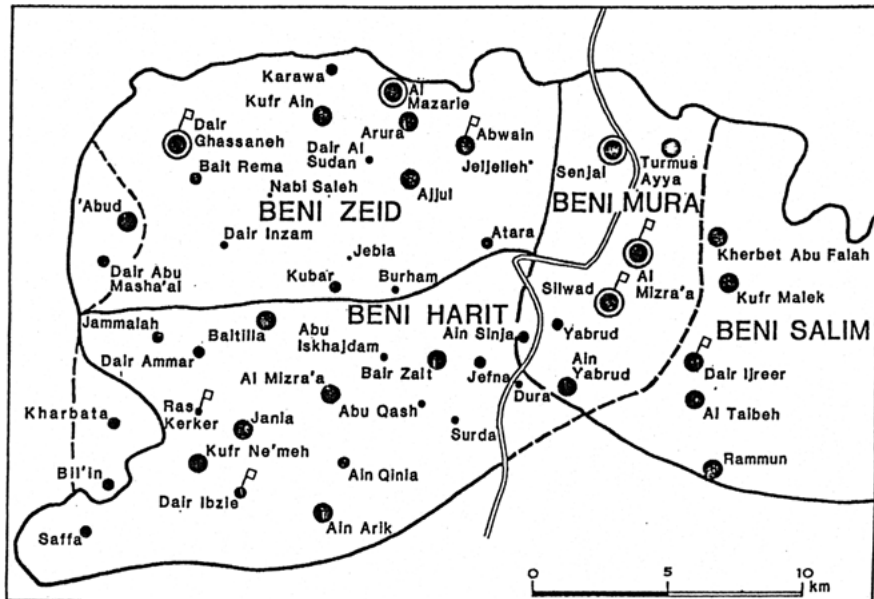 Karawa
Kufr Ain
Al
Mazarie
Dair
Ghassaneh
Arura
Abwain
Dair Al
Sudan
Jeljelleh
Senjal
Turmus
Ayya
Bait Rema
Nabi Saleh
Ajjul
BENI ZEID
BENI MURA
'Abud
Dair Inzam
Atara
Jebia
Kherbet Abu Falah
Dair Abu
Masha'al
Kubar
Burham
Silwad
Al
Mizra'a
Kufr Malek
BENI HARIT
BENI SALIM
Jammalah
Baitilla
Abu
Iskhajdam
Ain Sinja
Yabrud
Dair Ammar
Bair Zait
Jefna
Ain
Yabrud
Dair Ijreer
Al Mizra'a
Dura
Al Taibeh
Kharbata
Ras
Kerker
Jania
Abu Qash
Surda
Kufr Ne'meh
Rammun
Bil'in
Ain Qinia
Dair Ibzie
Saffa
Ain Arik
0 5 10
km